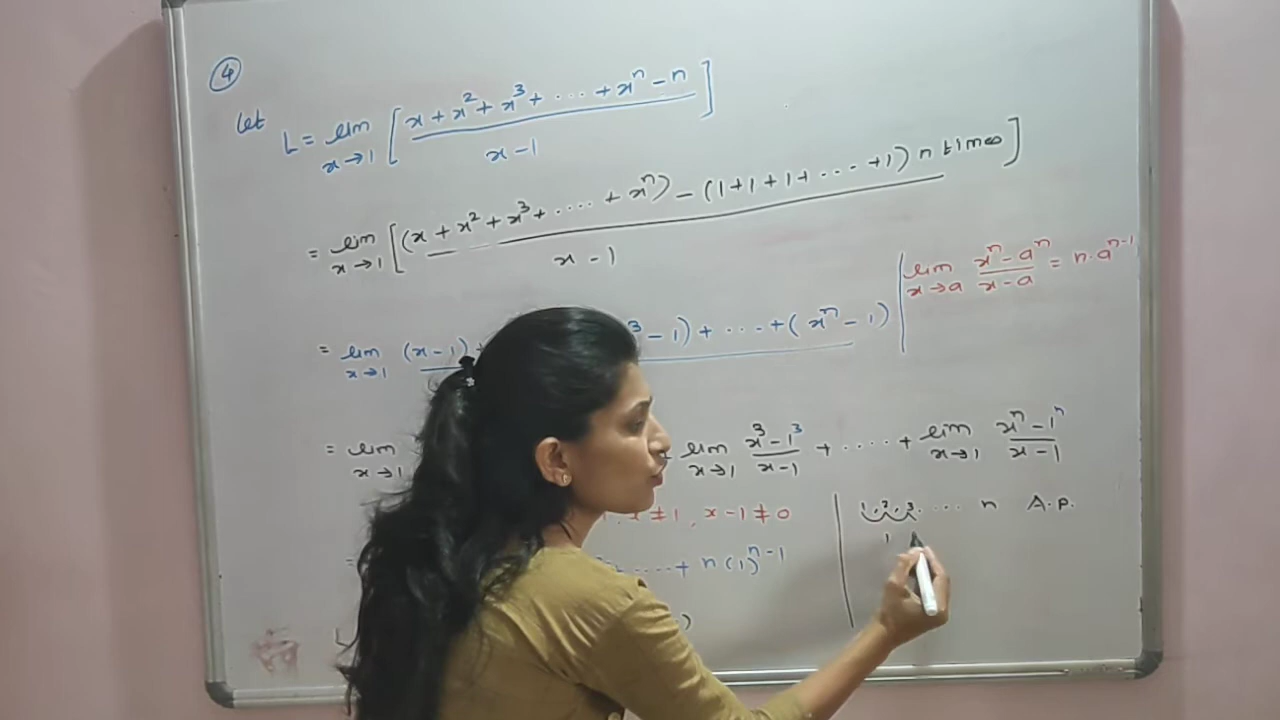 ④
Let L = lim x→1 [ x + x² + x³ + .... + xⁿ - n / x - 1 ]
= lim x→1 [ (x + x² + x³ + .... + xⁿ) - (1+1+1+ .... +1) n times / x - 1 ]
lim x→a xⁿ - aⁿ / x - a = n·aⁿ⁻¹
= lim x→1 (x-1) + ³ - 1) + ... + (xⁿ - 1)
= lim x→1 lim x→1 x³ - 1³ / x-1 + .... + lim x→1 xⁿ - 1ⁿ / x - 1
1, x ≠ 1, x - 1 ≠ 0
1, 2, 3, ... n A.p.
1
= + .... + n(1)ⁿ⁻¹
L )